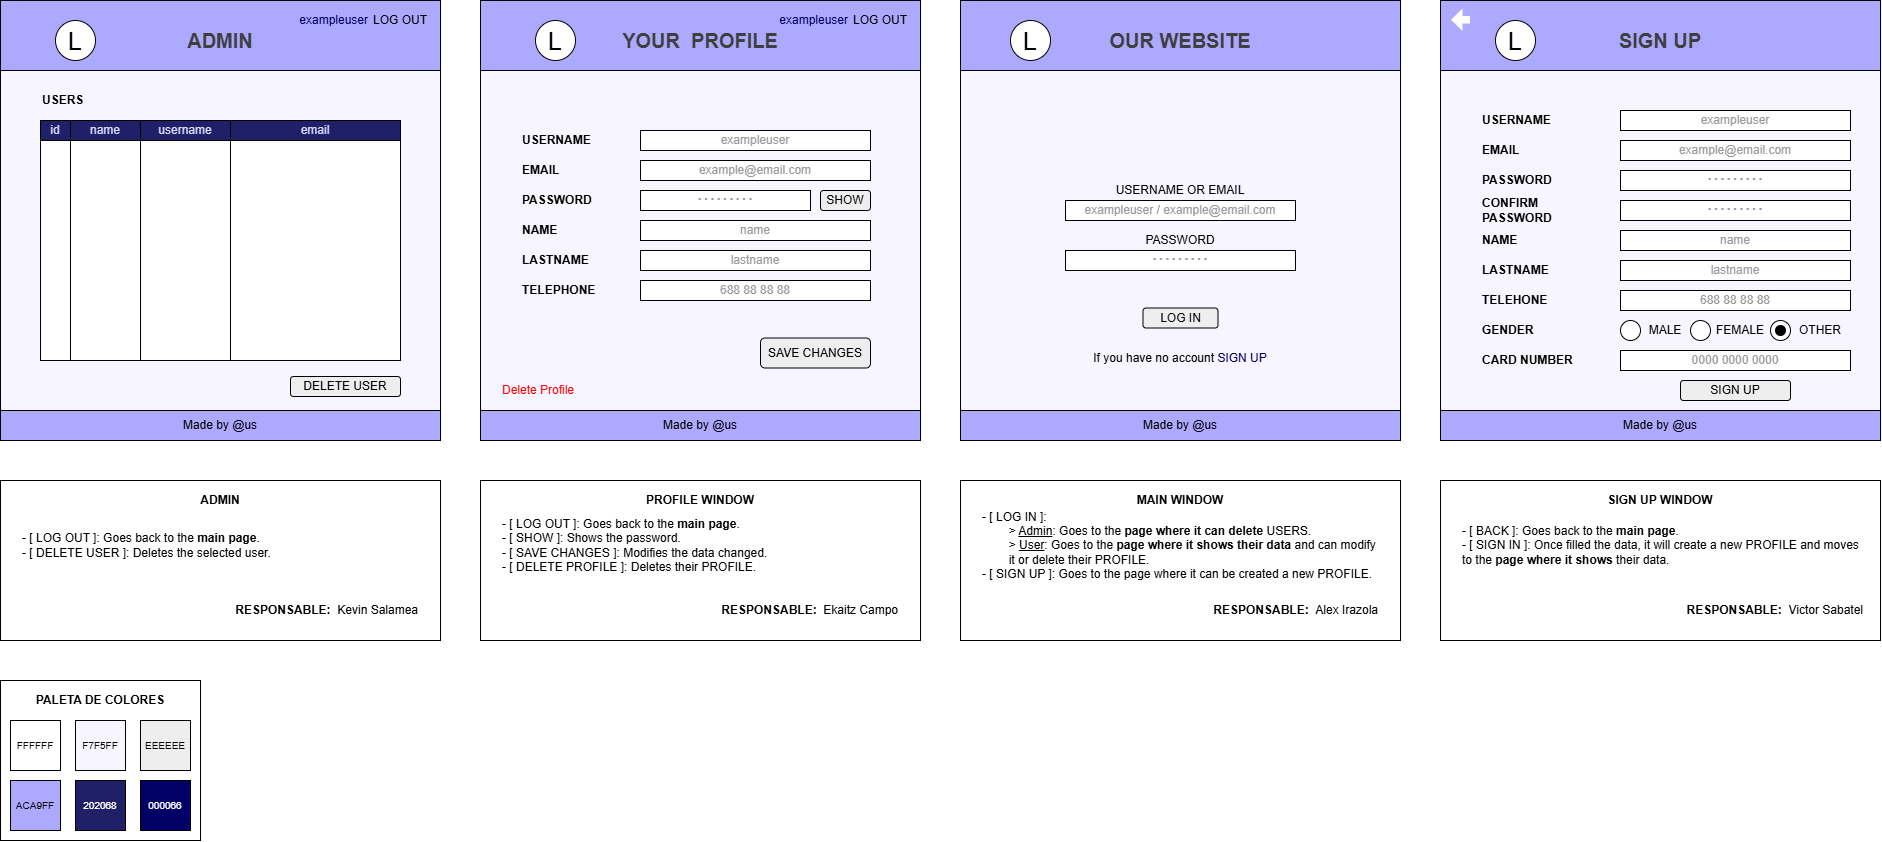 exampleuser LOG OUT
L
ADMIN
USERS
id name username email
DELETE USER
Made by @us
exampleuser LOG OUT
L
YOUR PROFILE
USERNAME exampleuser
EMAIL example@email.com
PASSWORD - - - - - - - - - SHOW
NAME name
LASTNAME lastname
TELEPHONE 688 88 88 88
SAVE CHANGES
Delete Profile
Made by @us
L
OUR WEBSITE
USERNAME OR EMAIL
exampleuser / example@email.com
PASSWORD
- - - - - - - - -
LOG IN
If you have no account SIGN UP
Made by @us
L
SIGN UP
USERNAME exampleuser
EMAIL example@email.com
PASSWORD - - - - - - - - -
CONFIRM
PASSWORD - - - - - - - - -
NAME name
LASTNAME lastname
TELEHONE 688 88 88 88
GENDER MALE FEMALE OTHER
CARD NUMBER 0000 0000 0000
SIGN UP
Made by @us
ADMIN
- [ LOG OUT ]: Goes back to the main page.
- [ DELETE USER ]: Deletes the selected user.
RESPONSABLE: Kevin Salamea
PROFILE WINDOW
- [ LOG OUT ]: Goes back to the main page.
- [ SHOW ]: Shows the password.
- [ SAVE CHANGES ]: Modifies the data changed.
- [ DELETE PROFILE ]: Deletes their PROFILE.
RESPONSABLE: Ekaitz Campo
MAIN WINDOW
- [ LOG IN ]:
> Admin: Goes to the page where it can delete USERS.
> User: Goes to the page where it shows their data and can modify
it or delete their PROFILE.
- [ SIGN UP ]: Goes to the page where it can be created a new PROFILE.
RESPONSABLE: Alex Irazola
SIGN UP WINDOW
- [ BACK ]: Goes back to the main page.
- [ SIGN IN ]: Once filled the data, it will create a new PROFILE and moves
to the page where it shows their data.
RESPONSABLE: Victor Sabatel
PALETA DE COLORES
FFFFFF F7F5FF EEEEEE
ACA9FF 202068 000066